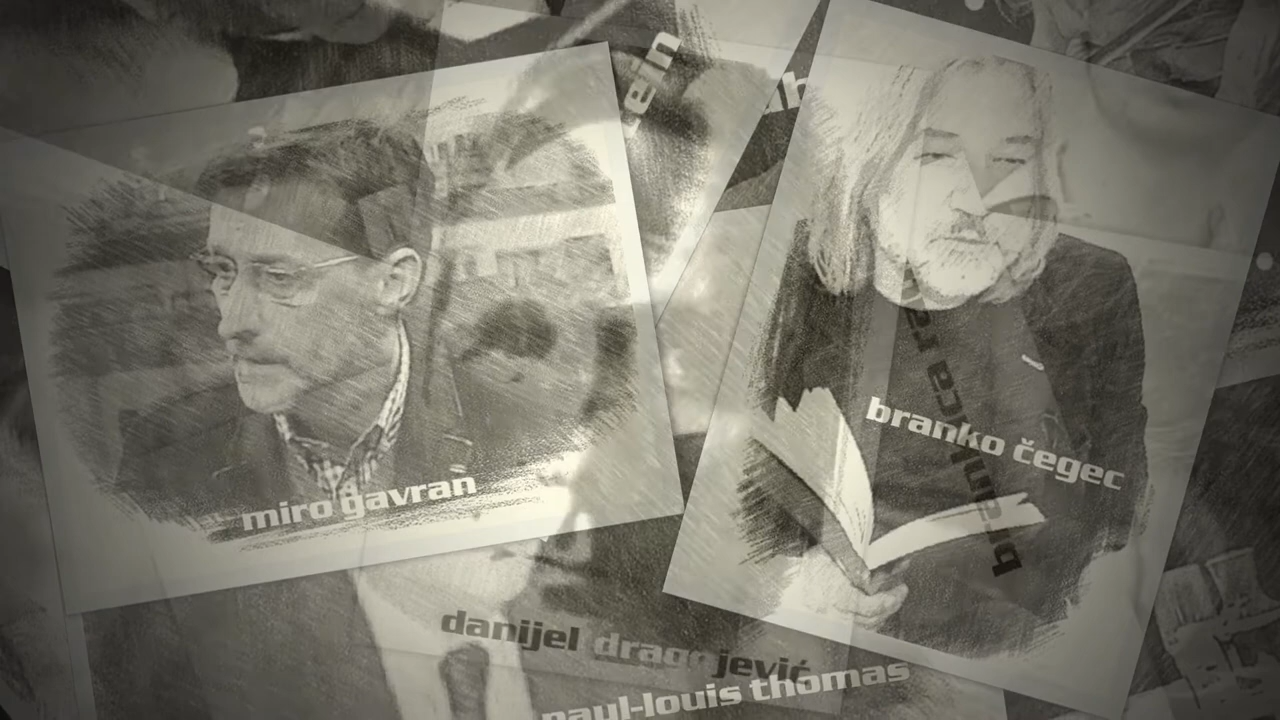 miro gavran
branko čegec
danijel dragojević
paul-louis thomas